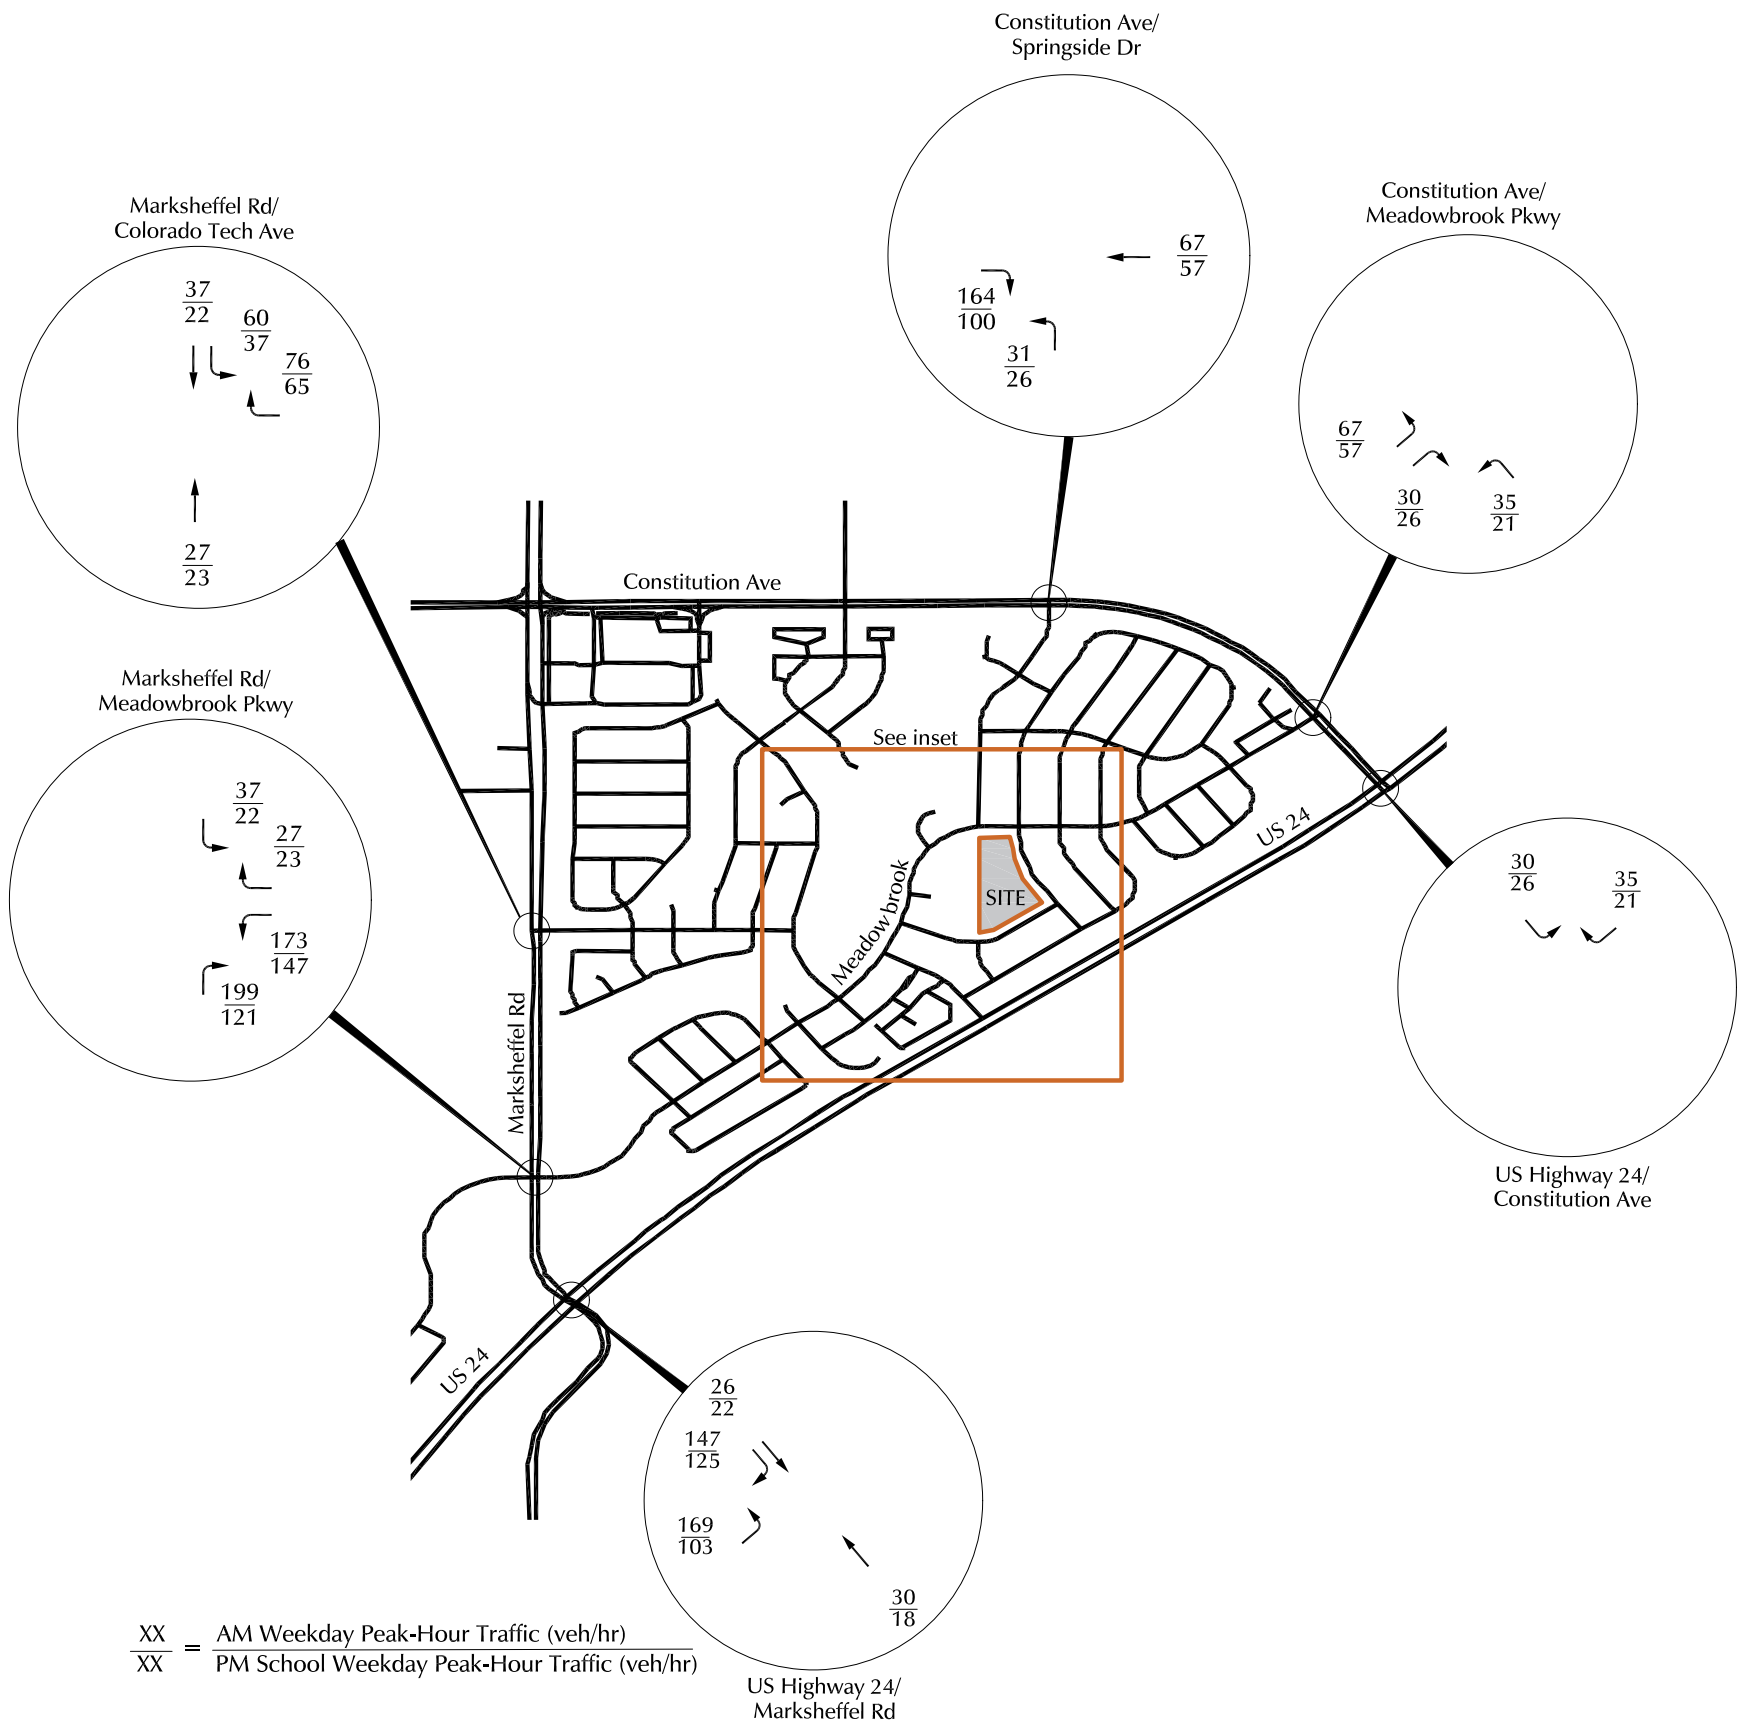 Constitution Ave/
Springside Dr
67
57
164
100
31
26
Constitution Ave/
Meadowbrook Pkwy
67
57
30
26
35
21
Marksheffel Rd/
Colorado Tech Ave
37
22
60
37
76
65
27
23
Constitution Ave
Marksheffel Rd/
Meadowbrook Pkwy
37
22
27
23
173
147
199
121
See inset
US 24
SITE
Meadow brook
Marksheffel Rd
30
26
35
21
US Highway 24/
Constitution Ave
US 24
26
22
147
125
169
103
30
18
US Highway 24/
Marksheffel Rd
XX = AM Weekday Peak-Hour Traffic (veh/hr)
XX PM School Weekday Peak-Hour Traffic (veh/hr)